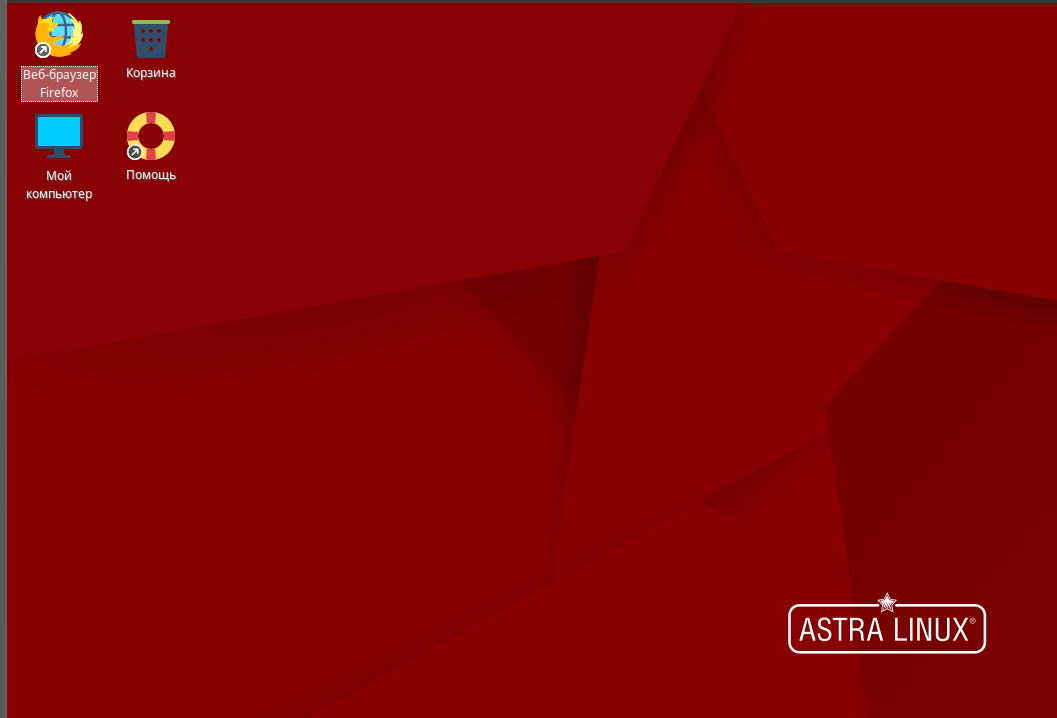 Веб-браузер
Firefox
Корзина
Мой
компьютер
Помощь
ASTRA LINUX®